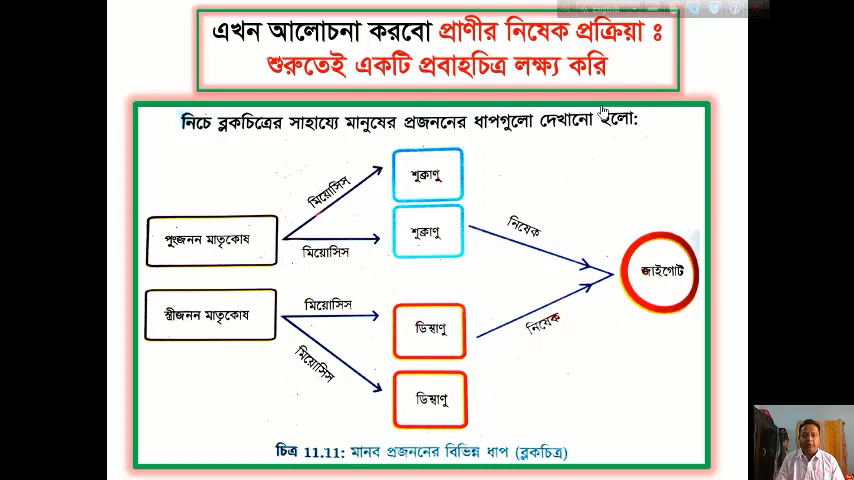 এখন আলোচনা করবো প্রাণীর নিষেক প্রক্রিয়া ঃ
শুরুতেই একটি প্রবাহচিত্র লক্ষ্য করি
নিচে ব্লকচিত্রের সাহায্যে মানুষের প্রজননের ধাপগুলো দেখানো হলো:
মিয়োসিস
শুক্রাণু
পুংজনন মাতৃকোষ
মিয়োসিস
শুক্রাণু
নিষেক
জাইগোট
স্ত্রীজনন মাতৃকোষ
মিয়োসিস
ডিম্বাণু
নিষেক
মিয়োসিস
ডিম্বাণু
চিত্র 11.11: মানব প্রজননের বিভিন্ন ধাপ (ব্লকচিত্র)
English